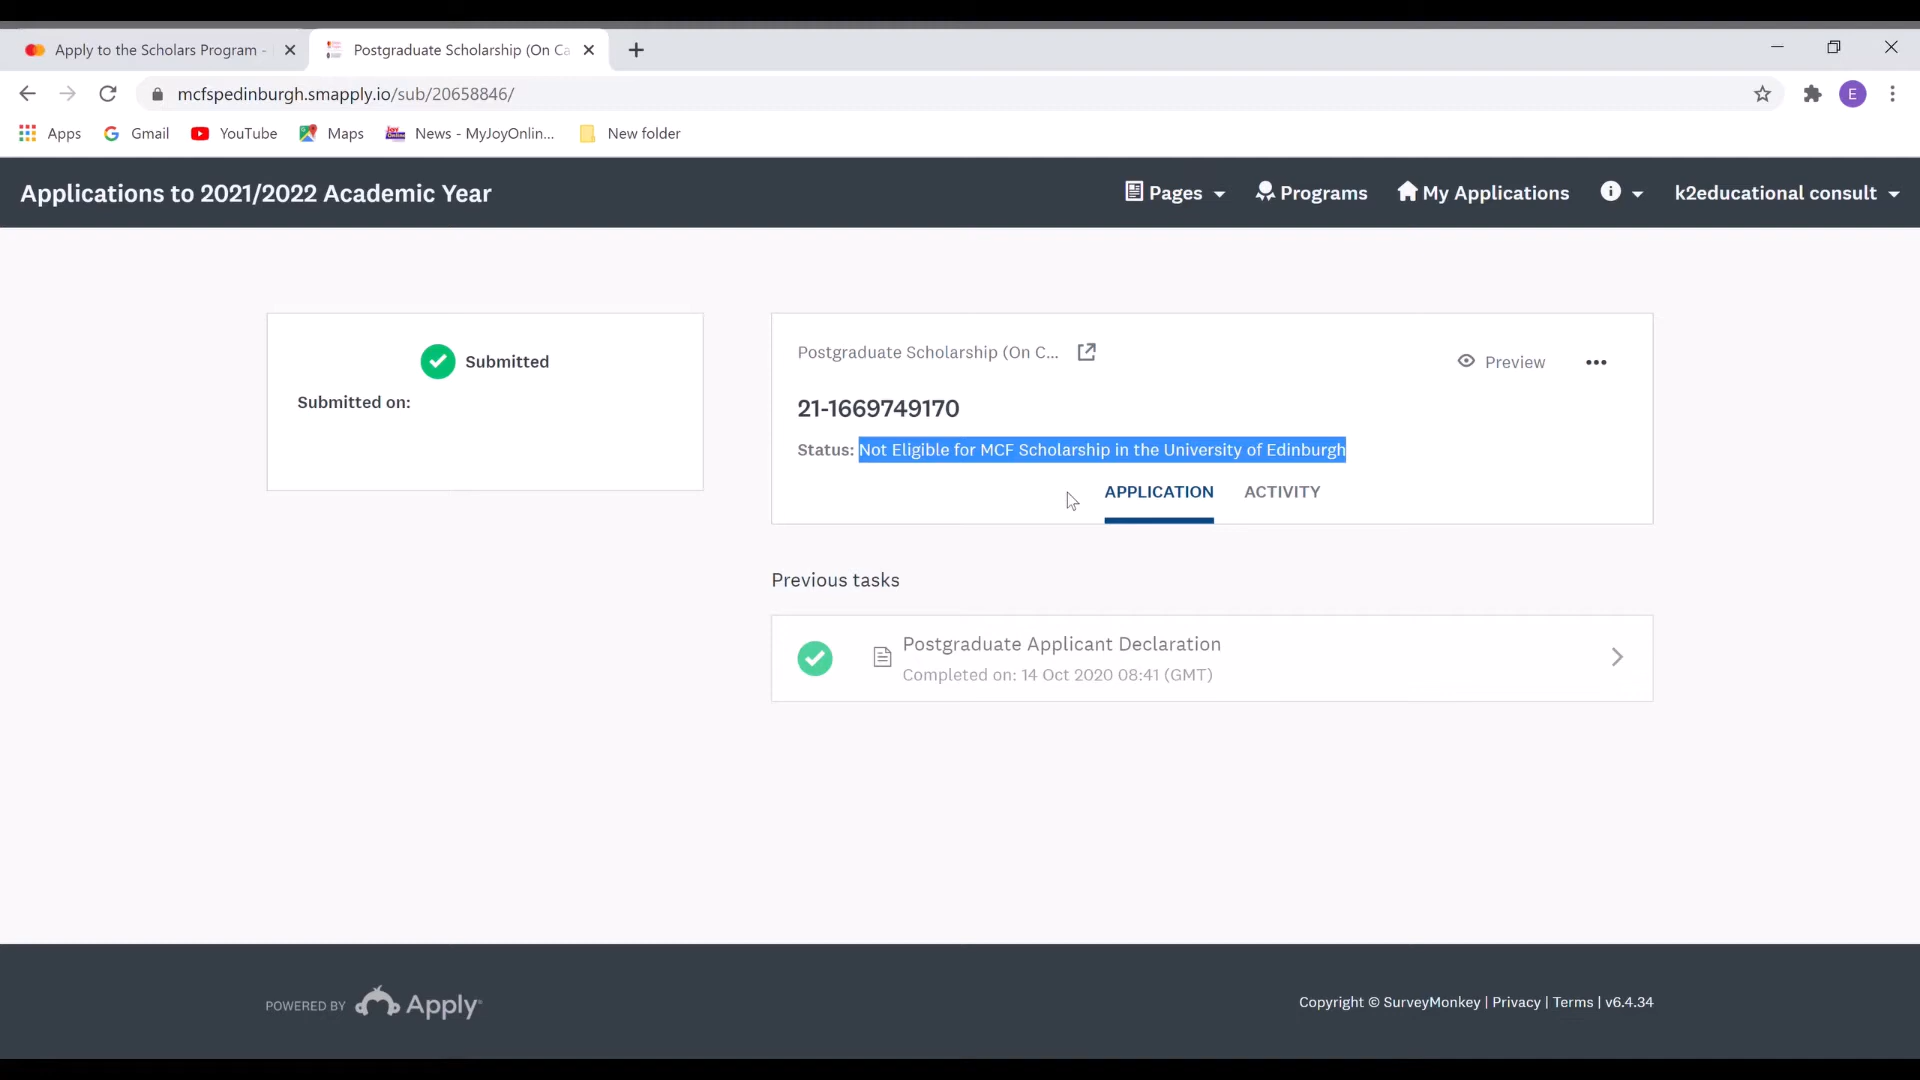 Apply to the Scholars Program -
Postgraduate Scholarship (On Ca
mcfspedinburgh.smapply.io/sub/20658846/
E
Apps
Gmail
YouTube
Maps
News - MyJoyOnlin...
New folder
Applications to 2021/2022 Academic Year
Pages
Programs
My Applications
k2educational consult
Submitted
Submitted on:
Postgraduate Scholarship (On C...
Preview
21-1669749170
Status: Not Eligible for MCF Scholarship in the University of Edinburgh
APPLICATION
ACTIVITY
Previous tasks
Postgraduate Applicant Declaration
Completed on: 14 Oct 2020 08:41 (GMT)
POWERED BY Apply
Copyright © SurveyMonkey | Privacy | Terms | v6.4.34